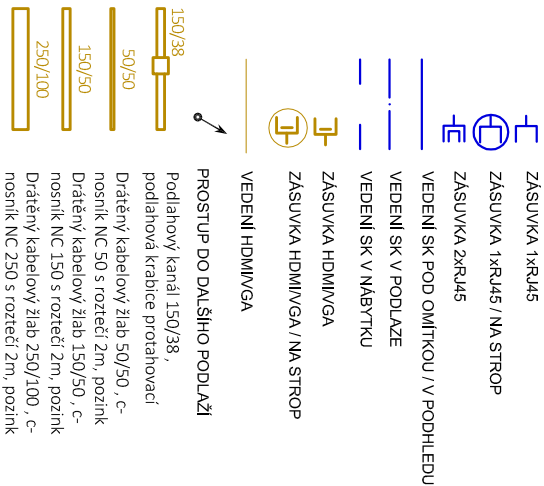 ZÁSUVKA 1xRJ45
ZÁSUVKA 1xRJ45 / NA STROP
ZÁSUVKA 2xRJ45
VEDENÍ SK POD OMÍTKOU / V PODHLEDU
VEDENÍ SK V PODLAZE
VEDENÍ SK V NÁBYTKU
ZÁSUVKA HDMI/VGA
ZÁSUVKA HDMI/VGA / NA STROP
VEDENÍ HDMI/VGA
PROSTUP DO DALŠÍHO PODLAŽÍ
150/38
Podlahový kanál 150/38 ,
podlahová krabice protahovací
50/50
Drátěný kabelový žlab 50/50 , c-
nosník NC 50 s roztečí 2m, pozink
150/50
Drátěný kabelový žlab 150/50 , c-
nosník NC 150 s roztečí 2m, pozink
250/100
Drátěný kabelový žlab 250/100 , c-
nosník NC 250 s roztečí 2m, pozink